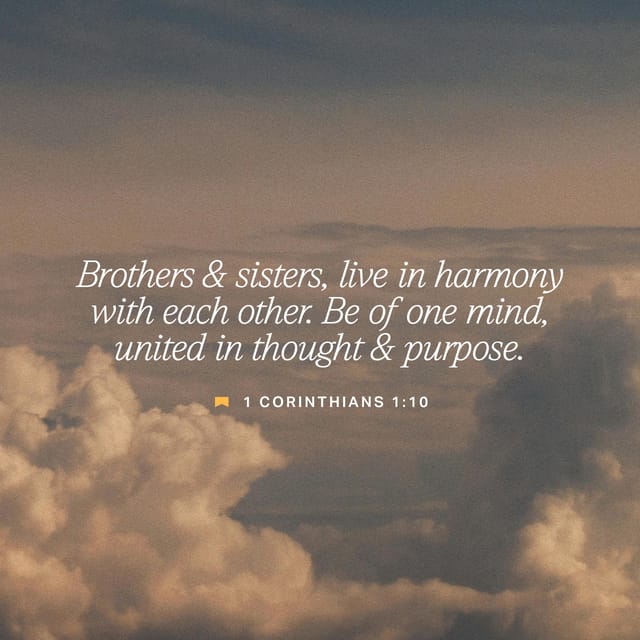 Brothers & sisters, live in harmony
with each other. Be of one mind,
united in thought & purpose.
1 CORINTHIANS 1:10